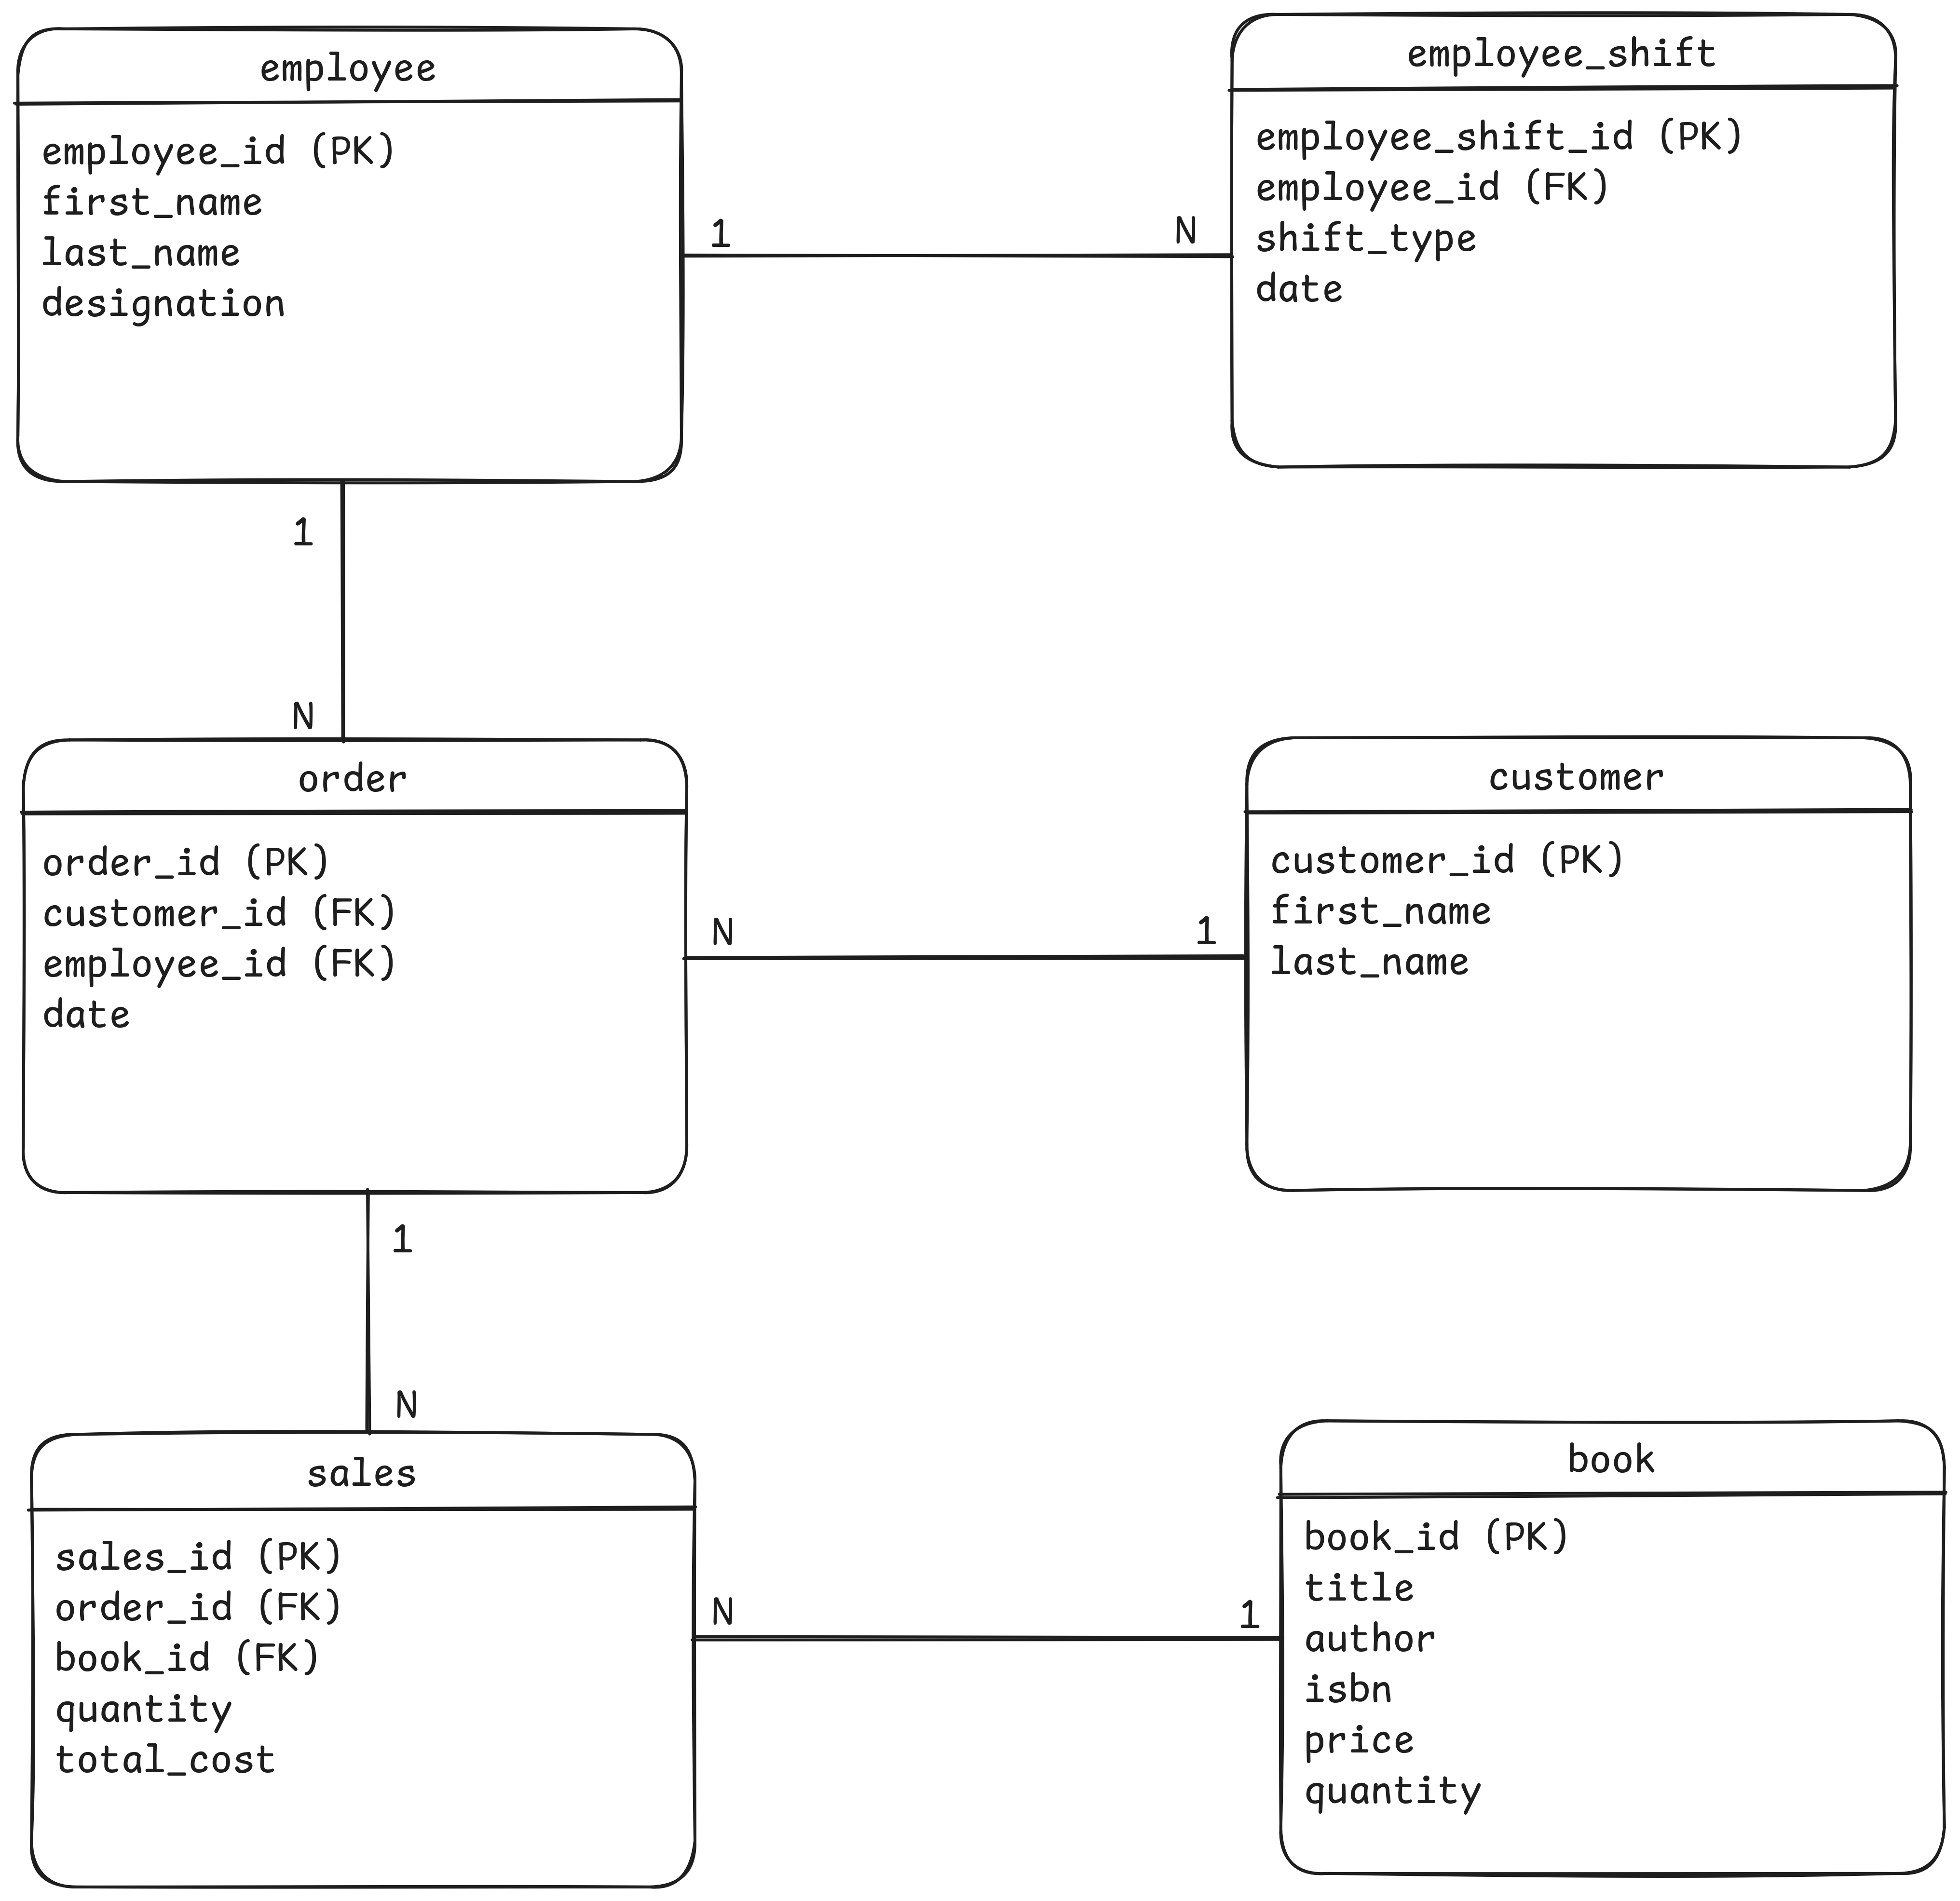 employee
employee_id (PK)
first_name
last_name
designation
1
N
employee_shift
employee_shift_id (PK)
employee_id (FK)
shift_type
date
1
N
order
order_id (PK)
customer_id (FK)
employee_id (FK)
date
N
1
customer
customer_id (PK)
first_name
last_name
1
N
sales
sales_id (PK)
order_id (FK)
book_id (FK)
quantity
total_cost
N
1
book
book_id (PK)
title
author
isbn
price
quantity